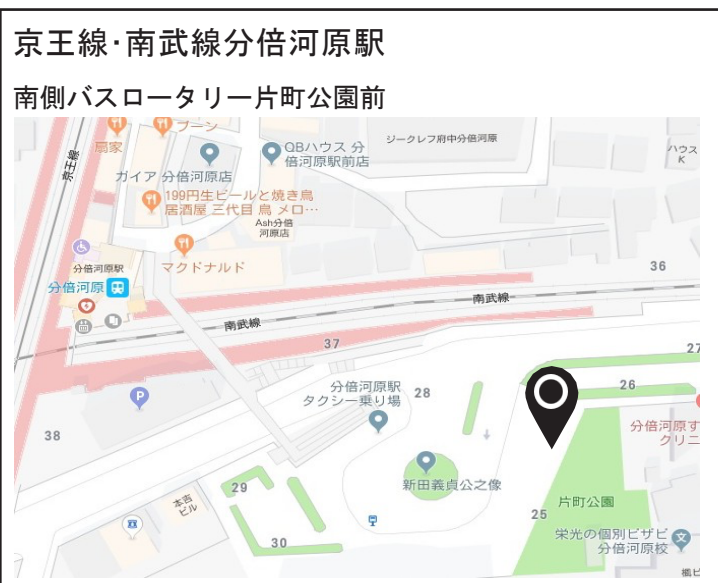 京王線･南武線分倍河原駅
南側バスロータリー片町公園前
扇家
ブーン
QBハウス 分
倍河原駅前店
ジークレフ府中分倍河原
ハウス
K
京王線
ガイア 分倍河原店
199円生ビールと焼き鳥
居酒屋 三代目 鳥 メロ…
Ash分倍
河原店
マクドナルド
分倍河原駅
分倍河原
36
南武線
南武線
37
27
P
分倍河原駅
タクシー乗り場
28
26
38
分倍河原す
クリニ
新田義貞公之像
29
本吉
ビル
片町公園
25
栄光の個別ビザビ
分倍河原校
文
30